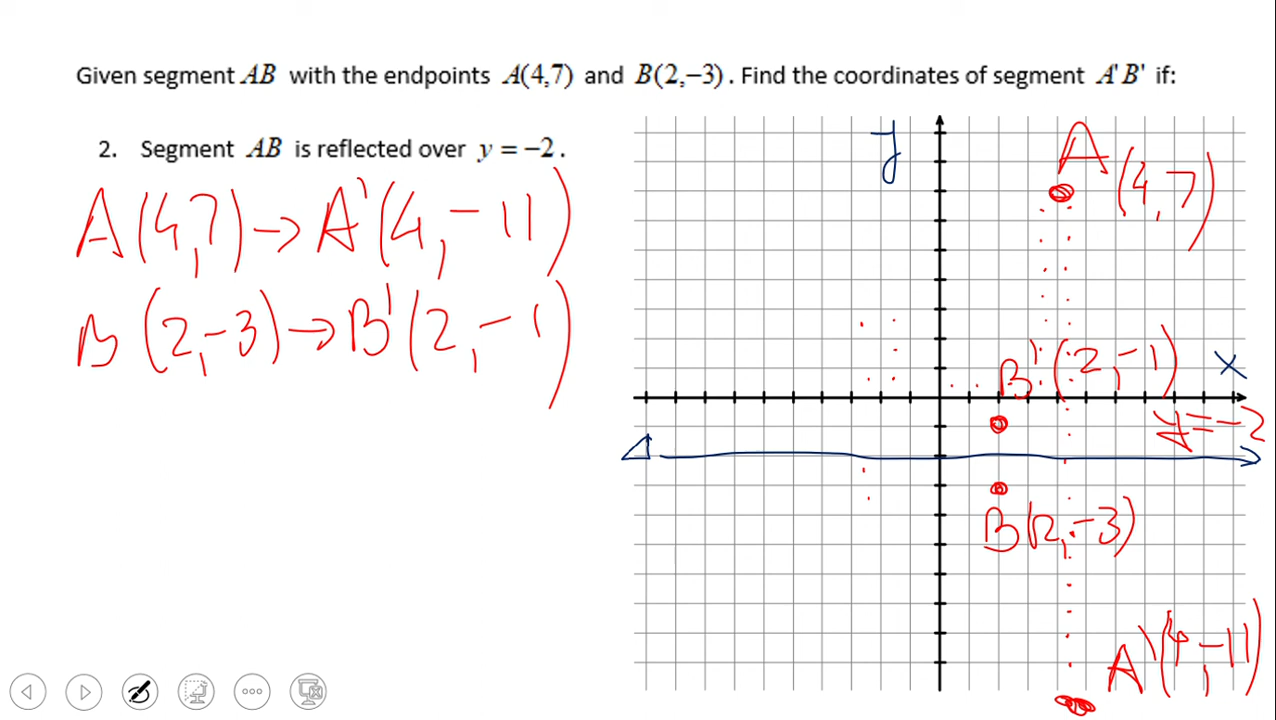 Given segment AB with the endpoints A(4,7) and B(2,−3). Find the coordinates of segment A'B' if:
2. Segment AB is reflected over y = −2.
A(4,7)→A'(4,−11)
B(2,−3)→B'(2,−1)
y
A
(4,7)
B'(2,−1)
x
y=−2
B(2,−3)
A'(4,−11)